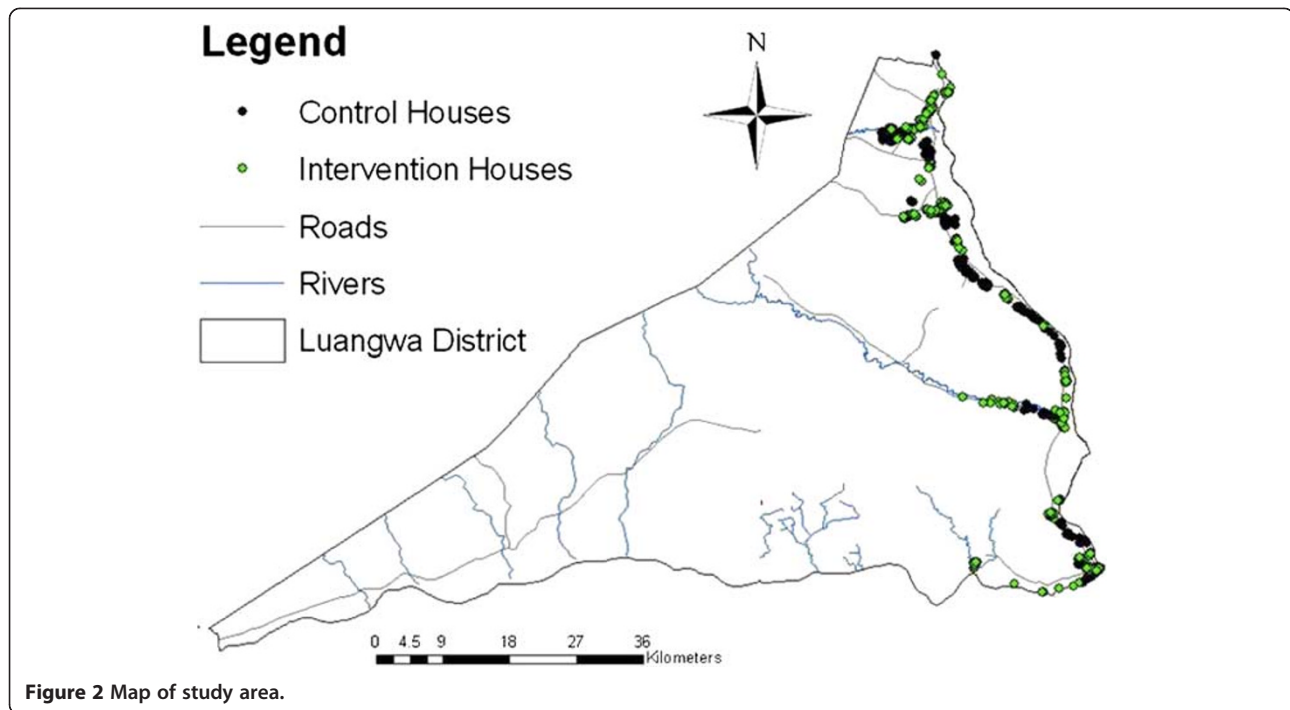 Legend
N
Control Houses
Intervention Houses
Roads
Rivers
Luangwa District
0 4.5 9 18 27 36
Kilometers
Figure 2 Map of study area.